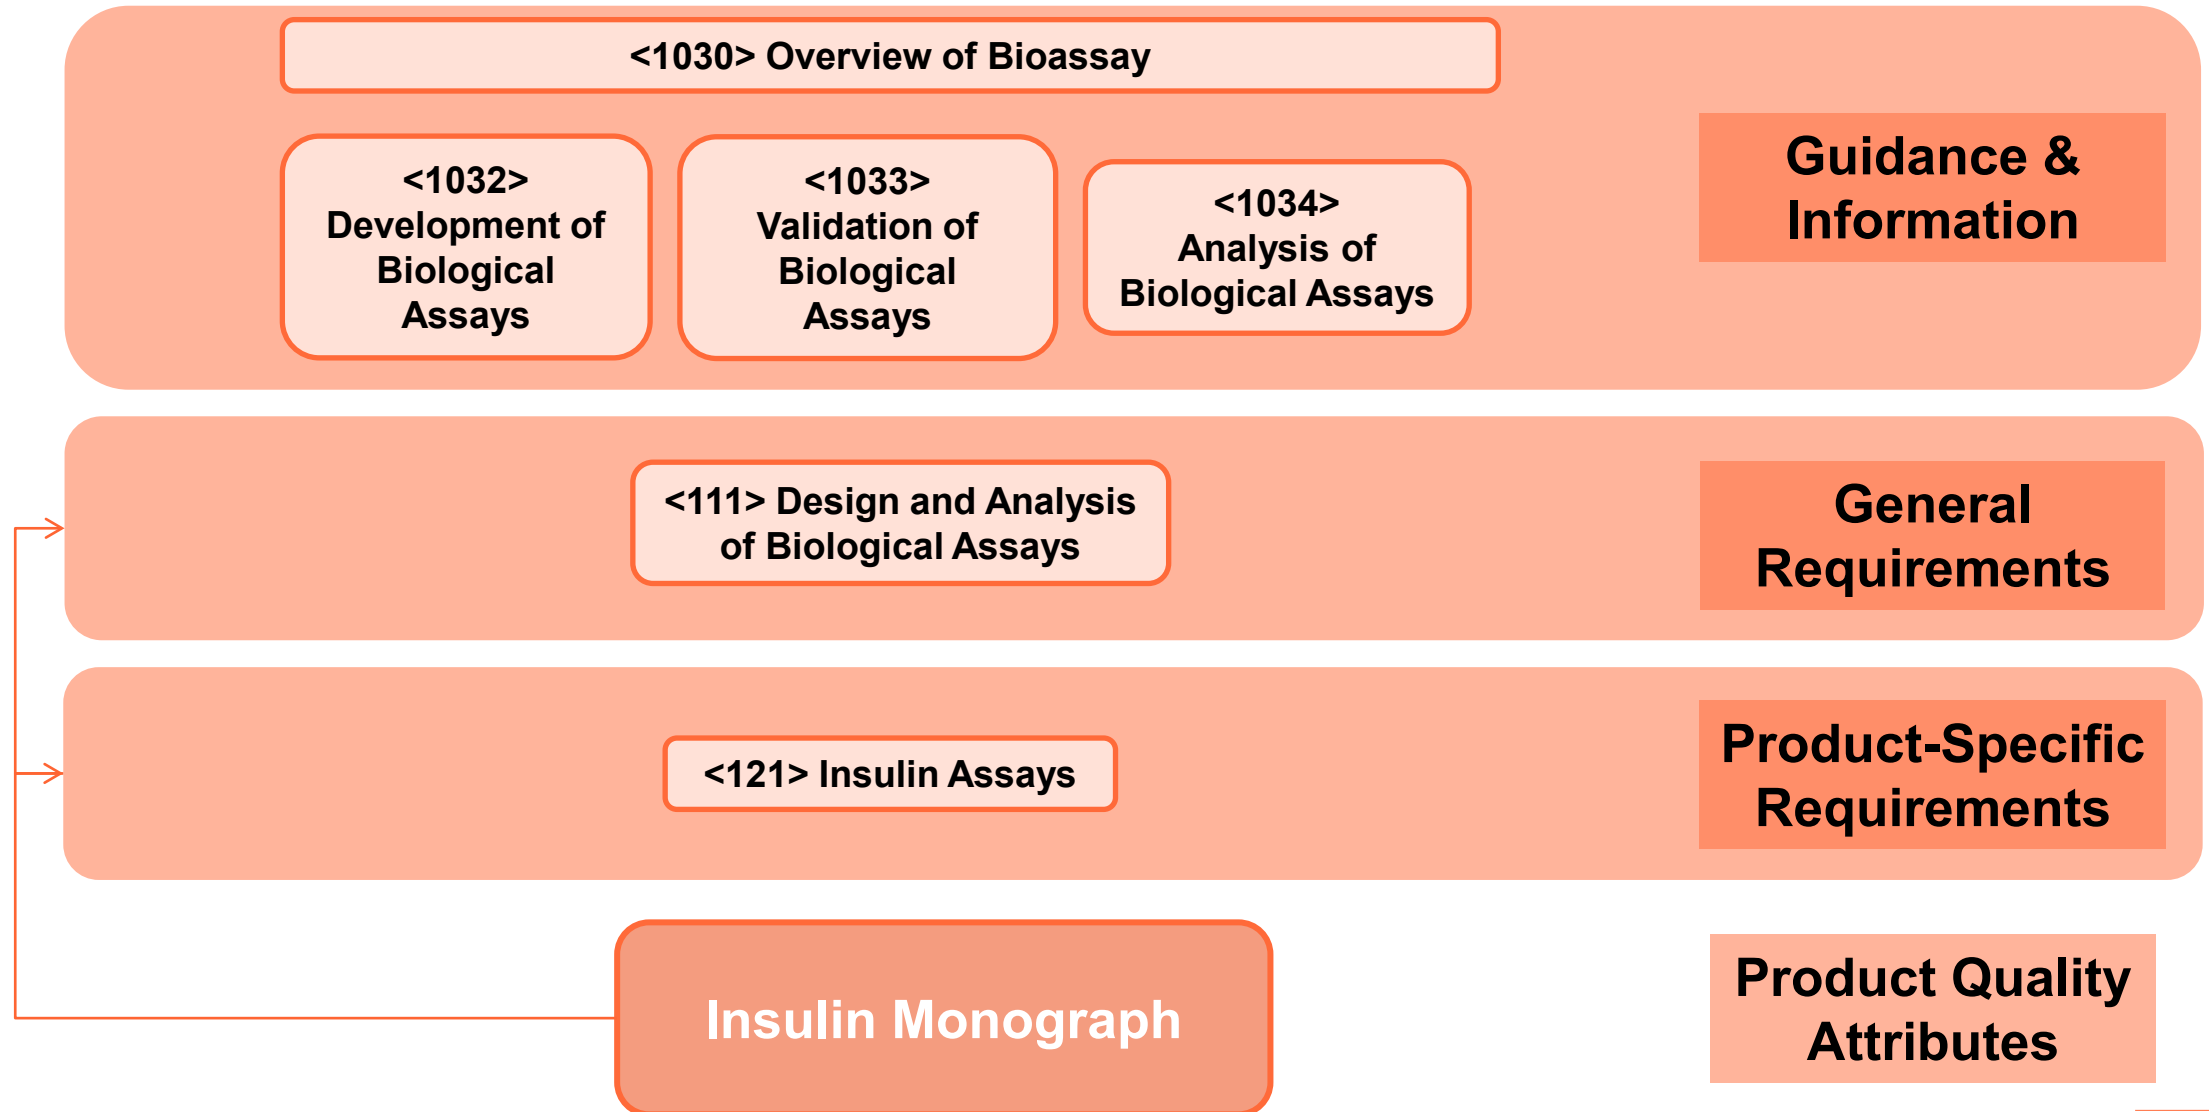 <1030> Overview of Bioassay
<1032>
Development of
Biological
Assays
<1033>
Validation of
Biological
Assays
<1034>
Analysis of
Biological Assays
Guidance &
Information
<111> Design and Analysis
of Biological Assays
General
Requirements
<121> Insulin Assays
Product-Specific
Requirements
Insulin Monograph
Product Quality
Attributes